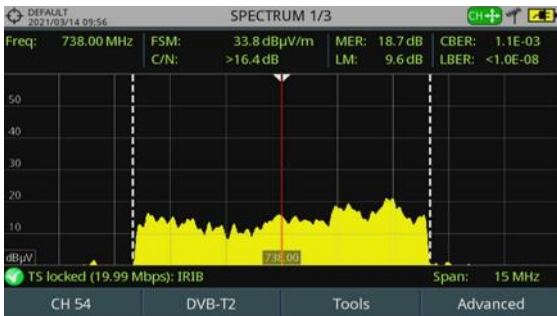 DEFAULT
2021/03/14 09:56
SPECTRUM 1/3
CH
Freq: 738.00 MHz FSM: 33.8 dBµV/m MER: 18.7 dB CBER: 1.1E-03
C/N: >16.4 dB LM: 9.6 dB LBER: <1.0E-08
50
40
30
20
10
dBµV
738.00
TS locked (19.99 Mbps): IRIB Span: 15 MHz
CH 54 DVB-T2 Tools Advanced